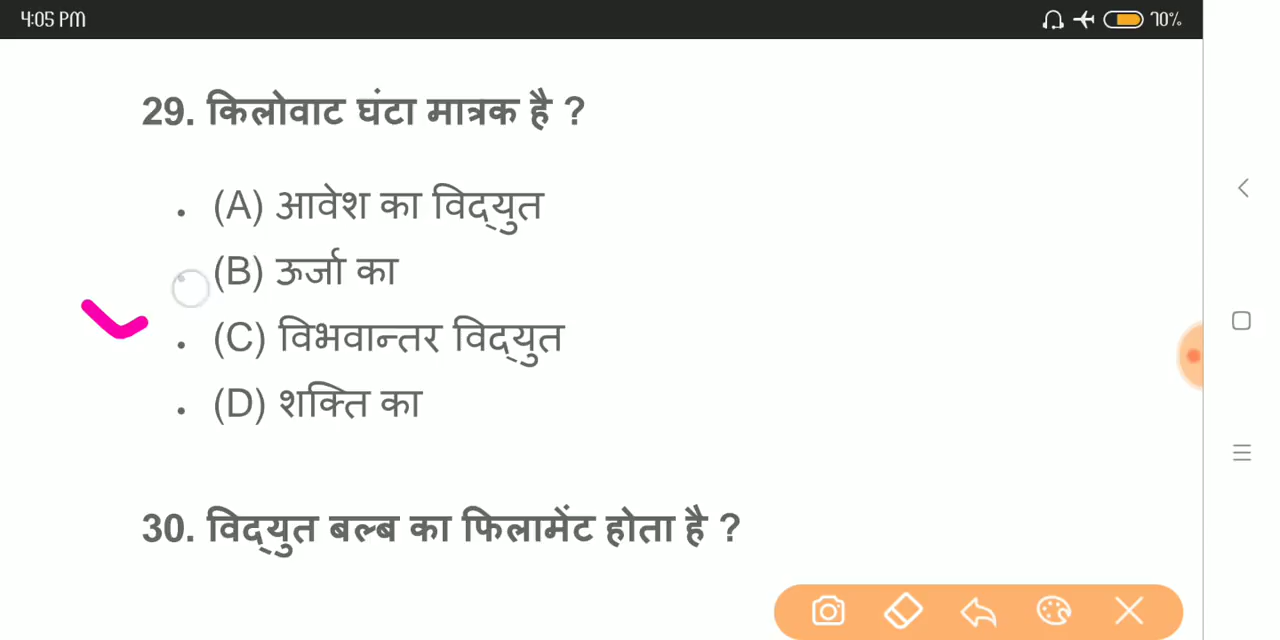 4:05 PM
70%
29. किलोवाट घंटा मात्रक है ?
(A) आवेश का विद्युत
(B) ऊर्जा का
(C) विभवान्तर विद्युत
(D) शक्ति का
30. विद्युत बल्ब का फिलामेंट होता है ?